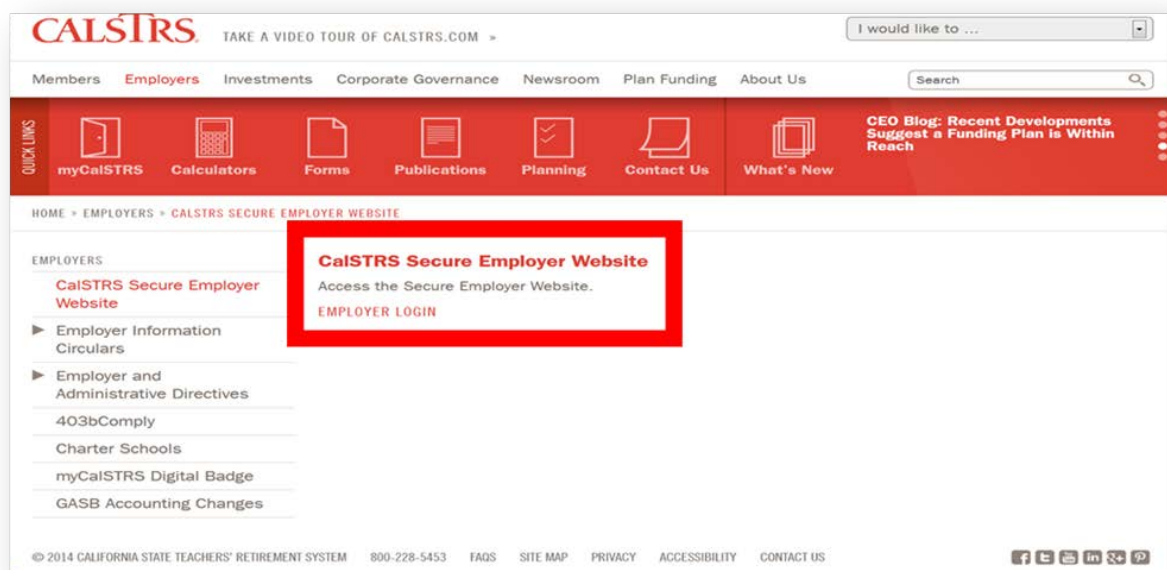 CALSTRS. TAKE A VIDEO TOUR OF CALSTRS.COM »
I would like to ...
Members Employers Investments Corporate Governance Newsroom Plan Funding About Us
Search
QUICK LINKS
myCalSTRS Calculators Forms Publications Planning Contact Us What's New
CEO Blog: Recent Developments
Suggest a Funding Plan is Within
Reach
HOME » EMPLOYERS » CALSTRS SECURE EMPLOYER WEBSITE
EMPLOYERS
CalSTRS Secure Employer
Website
Employer Information
Circulars
Employer and
Administrative Directives
403bComply
Charter Schools
myCalSTRS Digital Badge
GASB Accounting Changes
CalSTRS Secure Employer Website
Access the Secure Employer Website.
EMPLOYER LOGIN
© 2014 CALIFORNIA STATE TEACHERS' RETIREMENT SYSTEM 800-228-5453 FAQS SITE MAP PRIVACY ACCESSIBILITY CONTACT US